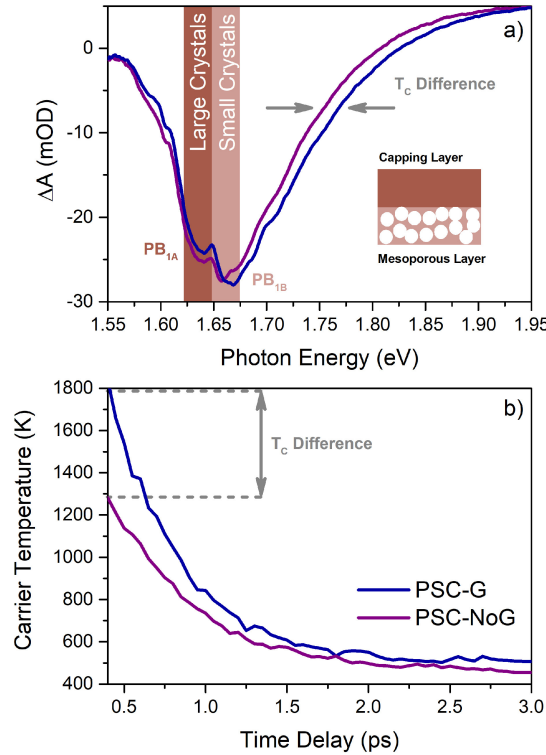 a)
0
-10
-20
-30
ΔA (mOD)
Large Crystals
Small Crystals
T_C Difference
Capping Layer
Mesoporous Layer
PB_1A
PB_1B
1.55 1.60 1.65 1.70 1.75 1.80 1.85 1.90 1.95
Photon Energy (eV)
b)
1800
1600
1400
1200
1000
800
600
400
Carrier Temperature (K)
T_C Difference
PSC-G
PSC-NoG
0.5 1.0 1.5 2.0 2.5 3.0
Time Delay (ps)